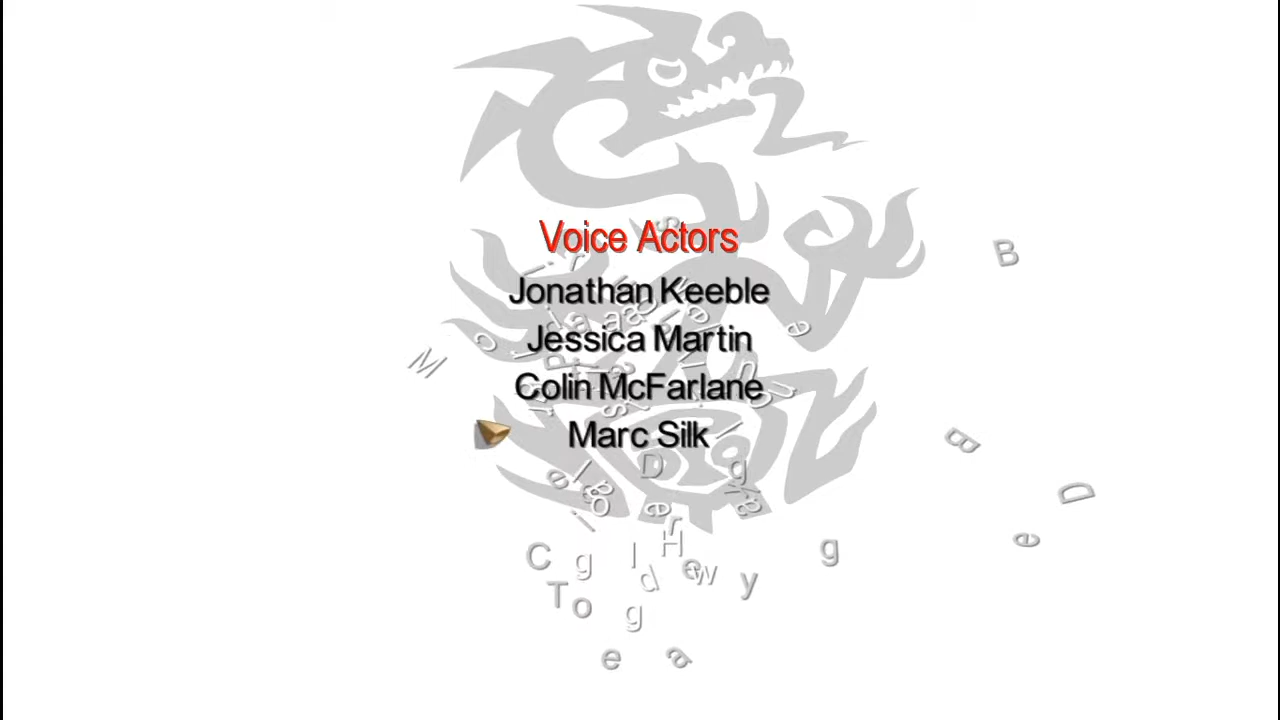 Voice Actors
Jonathan Keeble
Jessica Martin
Colin McFarlane
Marc Silk